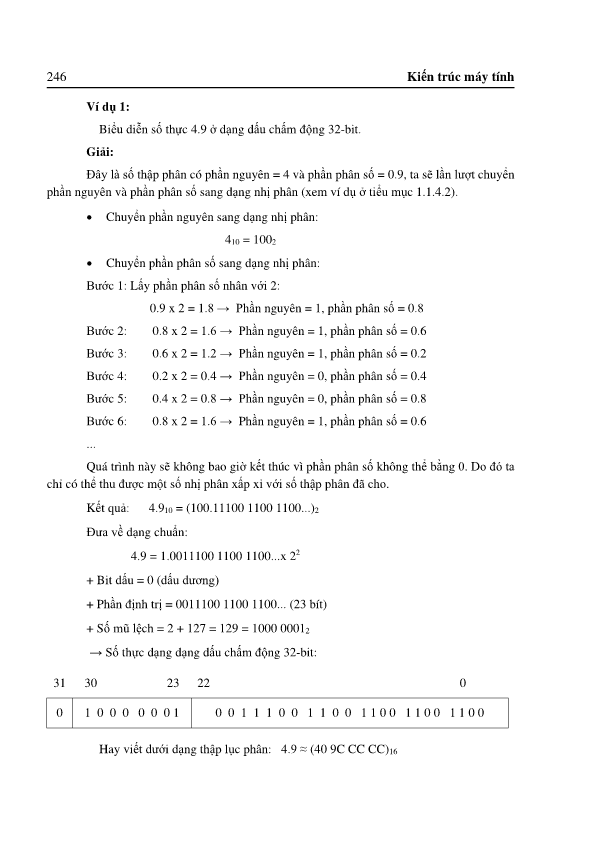 246 Kiến trúc máy tính
Ví dụ 1:
Biểu diễn số thực 4.9 ở dạng dấu chấm động 32-bit.
Giải:
Đây là số thập phân có phần nguyên = 4 và phần phân số = 0.9, ta sẽ lần lượt chuyển
phần nguyên và phần phân số sang dạng nhị phân (xem ví dụ ở tiểu mục 1.1.4.2).
• Chuyển phần nguyên sang dạng nhị phân:
4₁₀ = 100₂
• Chuyển phần phân số sang dạng nhị phân:
Bước 1: Lấy phần phân số nhân với 2:
0.9 x 2 = 1.8 → Phần nguyên = 1, phần phân số = 0.8
Bước 2: 0.8 x 2 = 1.6 → Phần nguyên = 1, phần phân số = 0.6
Bước 3: 0.6 x 2 = 1.2 → Phần nguyên = 1, phần phân số = 0.2
Bước 4: 0.2 x 2 = 0.4 → Phần nguyên = 0, phần phân số = 0.4
Bước 5: 0.4 x 2 = 0.8 → Phần nguyên = 0, phần phân số = 0.8
Bước 6: 0.8 x 2 = 1.6 → Phần nguyên = 1, phần phân số = 0.6
...
Quá trình này sẽ không bao giờ kết thúc vì phần phân số không thể bằng 0. Do đó ta
chỉ có thể thu được một số nhị phân xấp xỉ với số thập phân đã cho.
Kết quả: 4.9₁₀ = (100.11100 1100 1100...)₂
Đưa về dạng chuẩn:
4.9 = 1.0011100 1100 1100...x 2²
+ Bit dấu = 0 (dấu dương)
+ Phần định trị = 0011100 1100 1100... (23 bít)
+ Số mũ lệch = 2 + 127 = 129 = 1000 0001₂
→ Số thực dạng dạng dấu chấm động 32-bit:
31 30 23 22 0
0 1 0 0 0 0 0 0 1 0 0 1 1 1 0 0 1 1 0 0 1 1 0 0 1 1 0 0 1 1 0 0
Hay viết dưới dạng thập lục phân: 4.9 ≈ (40 9C CC CC)₁₆